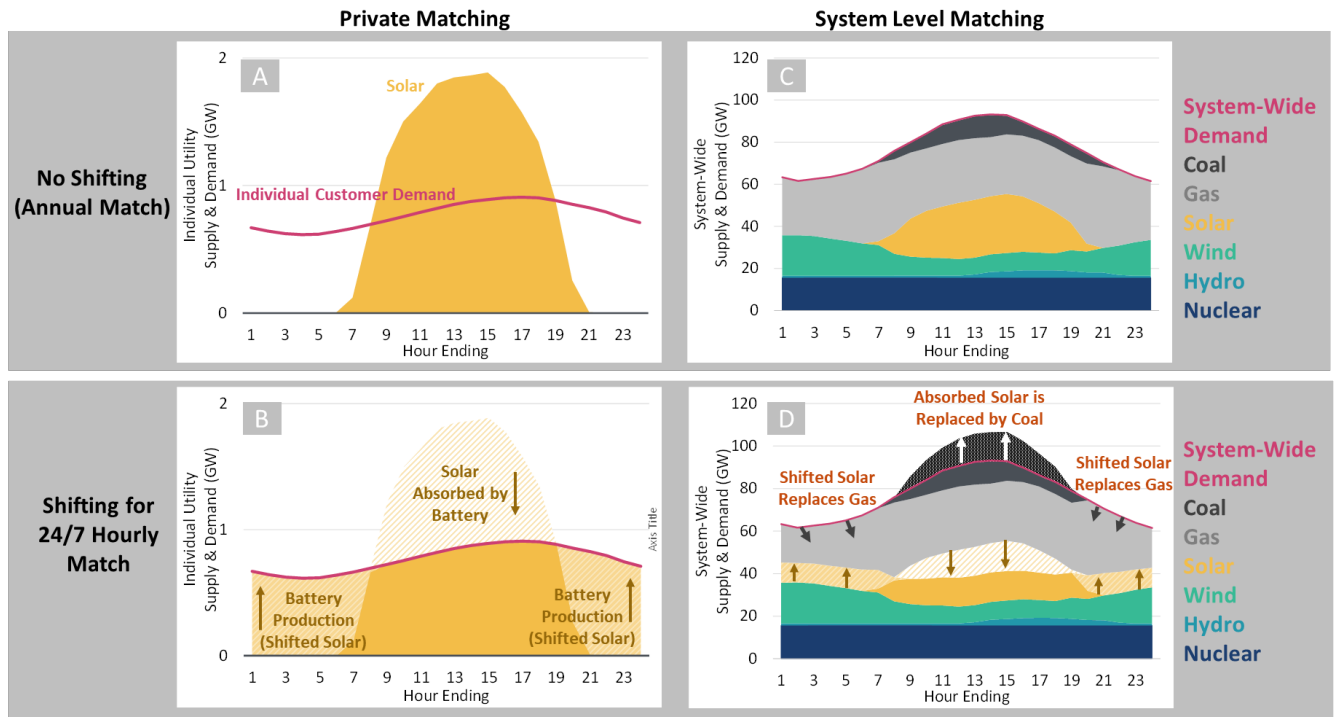 Private Matching
System Level Matching
No Shifting
(Annual Match)
A
Individual Utility
Supply & Demand (GW)
2
1
0
Solar
Individual Customer Demand
1 3 5 7 9 11 13 15 17 19 21 23
Hour Ending
C
System-Wide
Supply & Demand (GW)
120
100
80
60
40
20
0
1 3 5 7 9 11 13 15 17 19 21 23
Hour Ending
System-Wide
Demand
Coal
Gas
Solar
Wind
Hydro
Nuclear
Shifting for
24/7 Hourly
Match
B
Individual Utility
Supply & Demand (GW)
2
1
0
Solar
Absorbed by
Battery
Battery
Production
(Shifted Solar)
Battery
Production
(Shifted Solar)
Axis Title
1 3 5 7 9 11 13 15 17 19 21 23
Hour Ending
D
System-Wide
Supply & Demand (GW)
120
100
80
60
40
20
0
Absorbed Solar is
Replaced by Coal
Shifted Solar
Replaces Gas
Shifted Solar
Replaces Gas
1 3 5 7 9 11 13 15 17 19 21 23
Hour Ending
System-Wide
Demand
Coal
Gas
Solar
Wind
Hydro
Nuclear